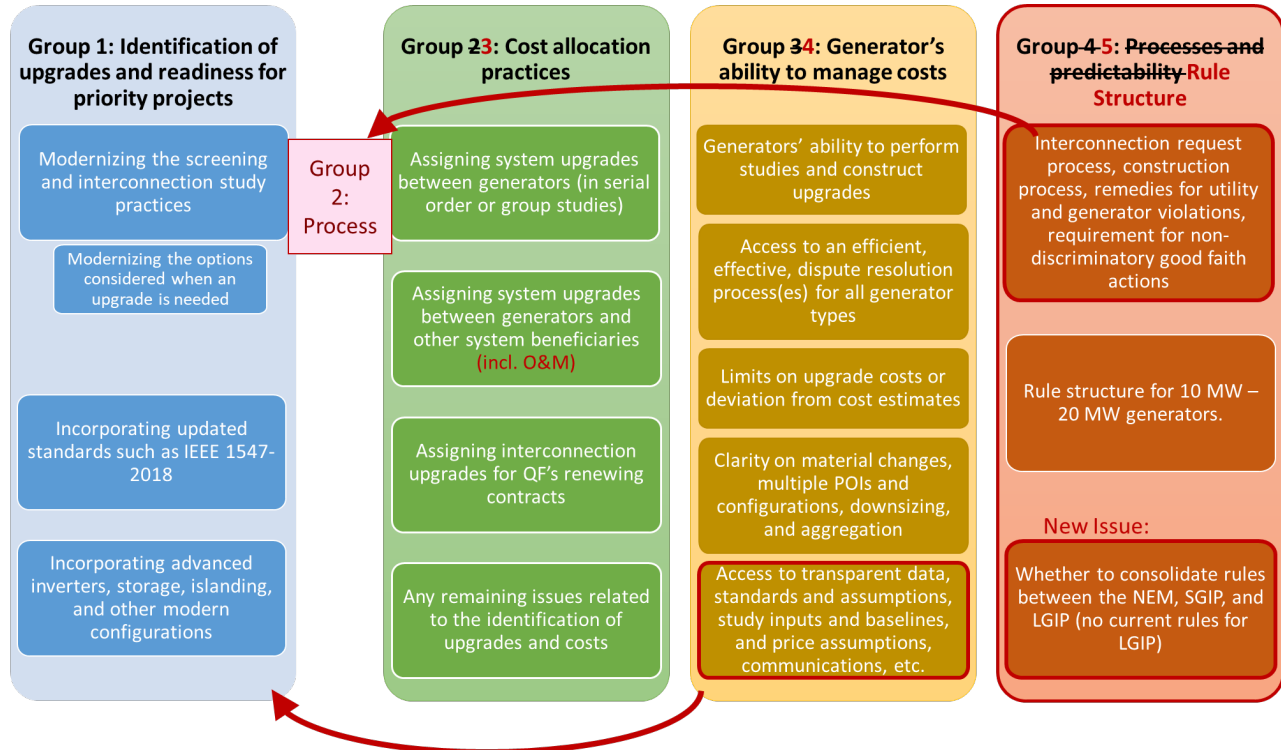 Group 1: Identification of
upgrades and readiness for
priority projects
Modernizing the screening
and interconnection study
practices
Modernizing the options
considered when an
upgrade is needed
Incorporating updated
standards such as IEEE 1547-
2018
Incorporating advanced
inverters, storage, islanding,
and other modern
configurations
Group
2:
Process
Group 23: Cost allocation
practices
Assigning system upgrades
between generators (in serial
order or group studies)
Assigning system upgrades
between generators and
other system beneficiaries
(incl. O&M)
Assigning interconnection
upgrades for QF's renewing
contracts
Any remaining issues related
to the identification of
upgrades and costs
Group 34: Generator's
ability to manage costs
Generators' ability to perform
studies and construct
upgrades
Access to an efficient,
effective, dispute resolution
process(es) for all generator
types
Limits on upgrade costs or
deviation from cost estimates
Clarity on material changes,
multiple POIs and
configurations, downsizing,
and aggregation
Access to transparent data,
standards and assumptions,
study inputs and baselines,
and price assumptions,
communications, etc.
Group 4 5: Processes and
predictability Rule
Structure
Interconnection request
process, construction
process, remedies for utility
and generator violations,
requirement for non-
discriminatory good faith
actions
Rule structure for 10 MW –
20 MW generators.
New Issue:
Whether to consolidate rules
between the NEM, SGIP, and
LGIP (no current rules for
LGIP)